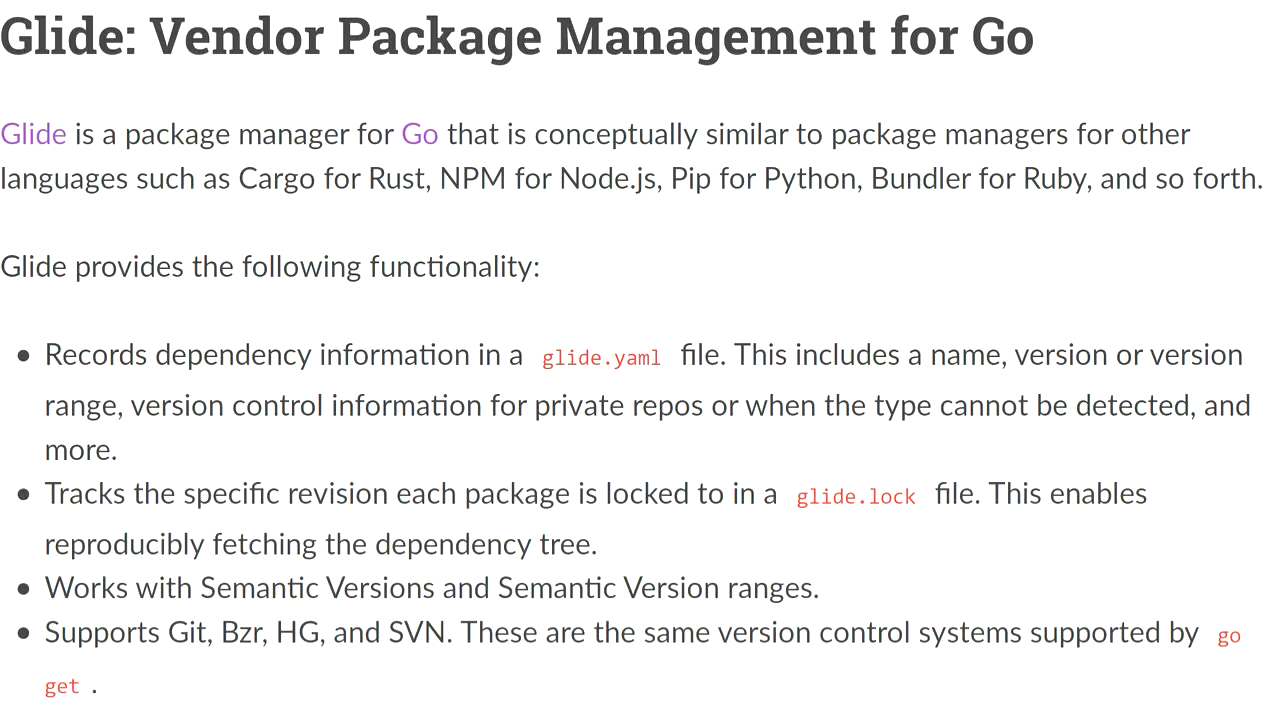 Glide: Vendor Package Management for Go
Glide is a package manager for Go that is conceptually similar to package managers for other
languages such as Cargo for Rust, NPM for Node.js, Pip for Python, Bundler for Ruby, and so forth.
Glide provides the following functionality:
• Records dependency information in a glide.yaml file. This includes a name, version or version
range, version control information for private repos or when the type cannot be detected, and
more.
• Tracks the specific revision each package is locked to in a glide.lock file. This enables
reproducibly fetching the dependency tree.
• Works with Semantic Versions and Semantic Version ranges.
• Supports Git, Bzr, HG, and SVN. These are the same version control systems supported by go
get .